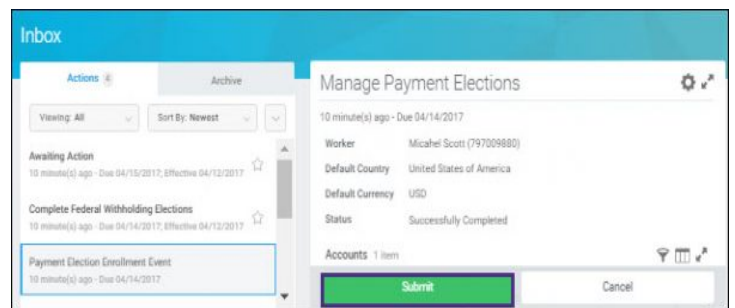 Inbox
Actions 4
Archive
Viewing: All
Sort By: Newest
Awaiting Action
10 minute(s) ago - Due 04/15/2017; Effective 04/12/2017
Complete Federal Withholding Elections
10 minute(s) ago - Due 04/14/2017; Effective 04/12/2017
Payment Election Enrollment Event
10 minute(s) ago - Due 04/14/2017
Manage Payment Elections
10 minute(s) ago - Due 04/14/2017
Worker Micahel Scott (797009880)
Default Country United States of America
Default Currency USD
Status Successfully Completed
Accounts 1 item
Submit
Cancel